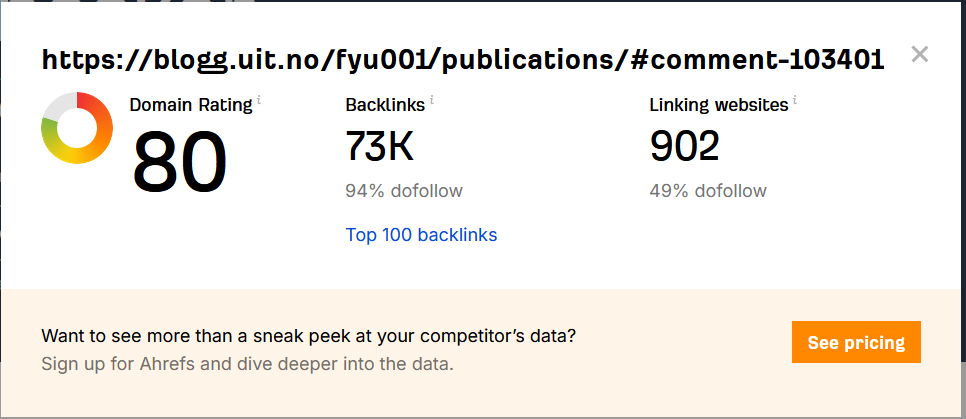 https://blogg.uit.no/fyu001/publications/#comment-103401
Domain Rating i
80
Backlinks i
73K
94% dofollow
Top 100 backlinks
Linking websites i
902
49% dofollow
Want to see more than a sneak peek at your competitor’s data?
Sign up for Ahrefs and dive deeper into the data.
See pricing